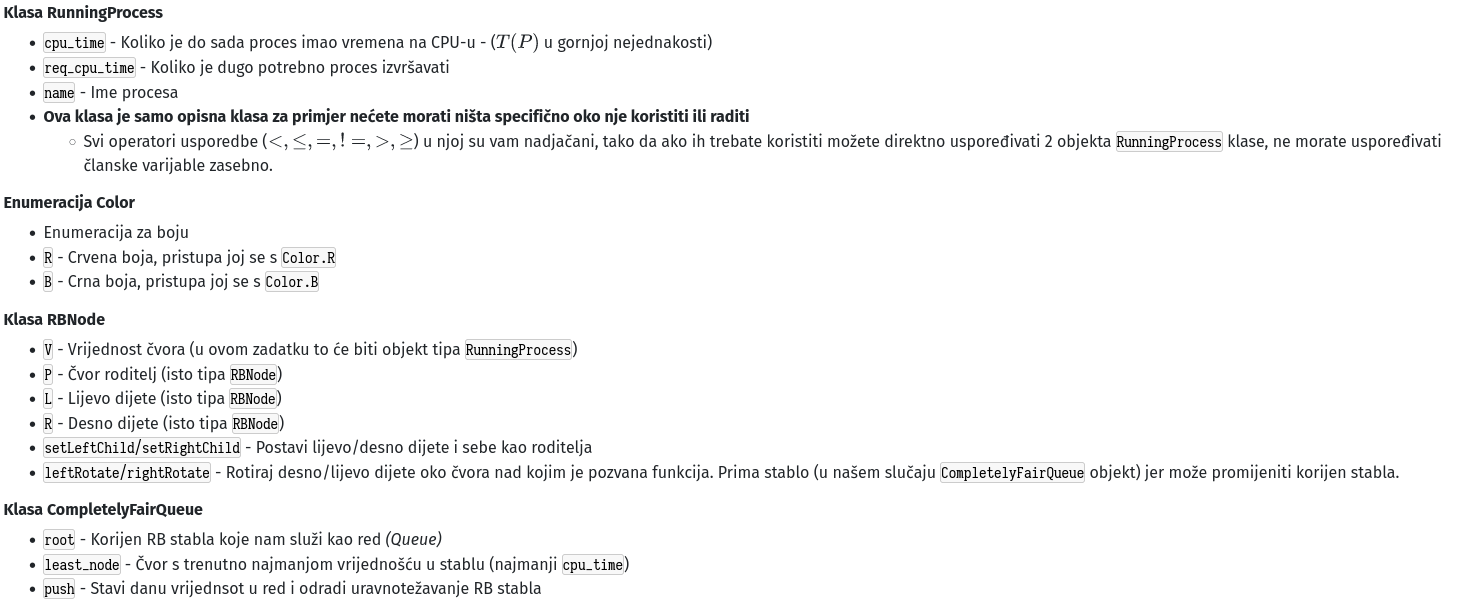 Klasa RunningProcess
• cpu_time - Koliko je do sada proces imao vremena na CPU-u - (T(P) u gornjoj nejednakosti)
• req_cpu_time - Koliko je dugo potrebno proces izvršavati
• name - Ime procesa
• Ova klasa je samo opisna klasa za primjer nećete morati ništa specifično oko nje koristiti ili raditi
◦ Svi operatori usporedbe (<, ≤, =, ! =, >, ≥) u njoj su vam nadjačani, tako da ako ih trebate koristiti možete direktno uspoređivati 2 objekta RunningProcess klase, ne morate uspoređivati
članske varijable zasebno.
Enumeracija Color
• Enumeracija za boju
• R - Crvena boja, pristupa joj se s Color.R
• B - Crna boja, pristupa joj se s Color.B
Klasa RBNode
• V - Vrijednost čvora (u ovom zadatku to će biti objekt tipa RunningProcess)
• P - Čvor roditelj (isto tipa RBNode)
• L - Lijevo dijete (isto tipa RBNode)
• R - Desno dijete (isto tipa RBNode)
• setLeftChild/setRightChild - Postavi lijevo/desno dijete i sebe kao roditelja
• leftRotate/rightRotate - Rotiraj desno/lijevo dijete oko čvora nad kojim je pozvana funkcija. Prima stablo (u našem slučaju CompletelyFairQueue objekt) jer može promijeniti korijen stabla.
Klasa CompletelyFairQueue
• root - Korijen RB stabla koje nam služi kao red (Queue)
• least_node - Čvor s trenutno najmanjom vrijednošću u stablu (najmanji cpu_time)
• push - Stavi danu vrijednsot u red i odradi uravnotežavanje RB stabla